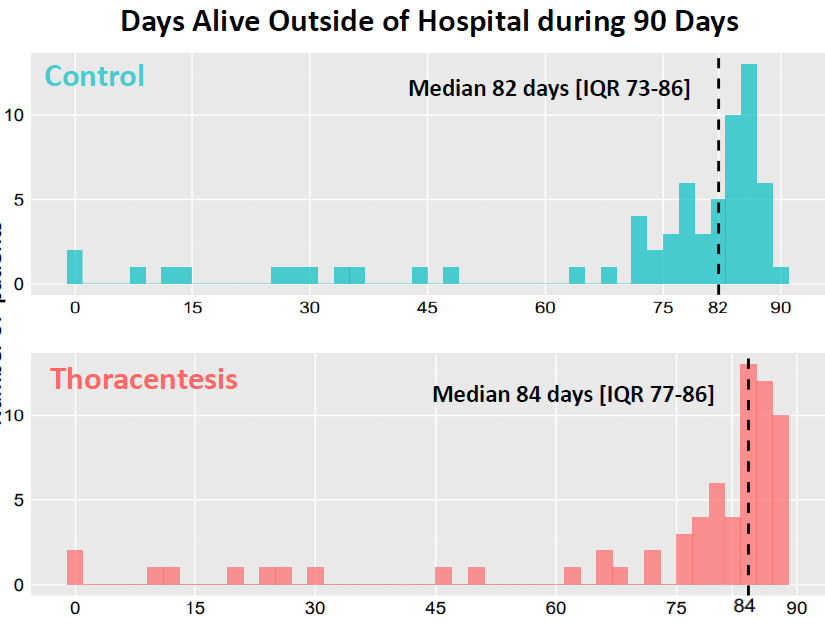 Days Alive Outside of Hospital during 90 Days
Control
Median 82 days [IQR 73-86]
10
5
0
0 15 30 45 60 75 82 90
Thoracentesis
Median 84 days [IQR 77-86]
10
5
0
0 15 30 45 60 75 84 90